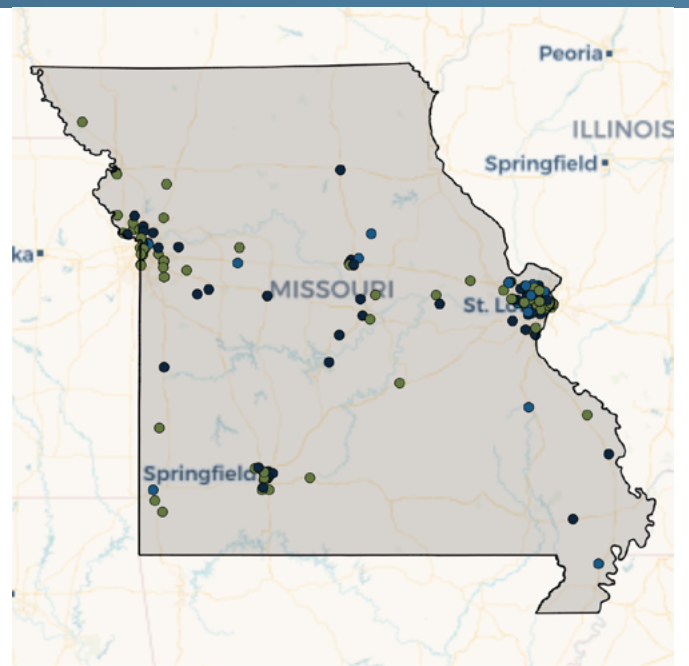 Peoria
ILLINOIS
Springfield
ka
MISSOURI
St. Lo
Springfield